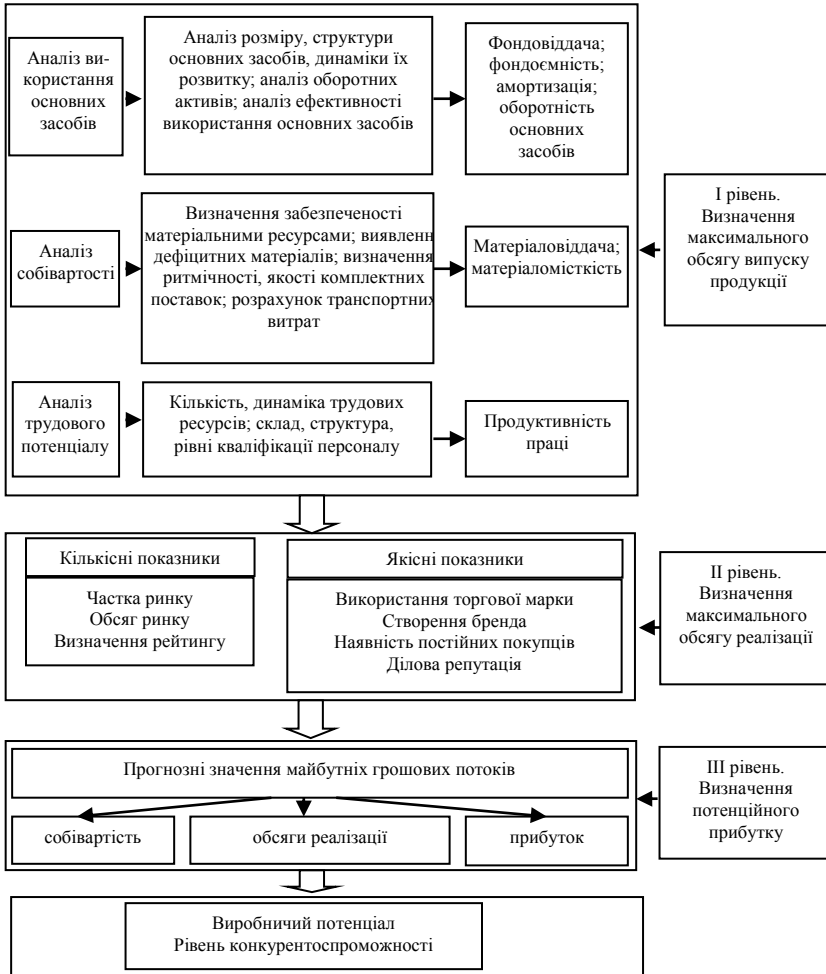 Аналіз ви-
користання
основних
засобів
Аналіз розміру, структури
основних засобів, динаміки їх
розвитку; аналіз оборотних
активів; аналіз ефективності
використання основних засобів
Фондовіддача;
фондоємність;
амортизація;
оборотність
основних
засобів
Аналіз
собівартості
Визначення забезпеченості
матеріальними ресурсами; виявленн
дефіцитних матеріалів; визначення
ритмічності, якості комплектних
поставок; розрахунок транспортних
витрат
Матеріаловіддача;
матеріаломісткість
І рівень.
Визначення
максимального
обсягу випуску
продукції
Аналіз
трудового
потенціалу
Кількість, динаміка трудових
ресурсів; склад, структура,
рівні кваліфікації персоналу
Продуктивність
праці
Кількісні показники
Частка ринку
Обсяг ринку
Визначення рейтингу
Якісні показники
Використання торгової марки
Створення бренда
Наявність постійних покупців
Ділова репутація
ІІ рівень.
Визначення
максимального
обсягу реалізації
Прогнозні значення майбутніх грошових потоків
собівартість
обсяги реалізації
прибуток
ІІІ рівень.
Визначення
потенційного
прибутку
Виробничий потенціал
Рівень конкурентоспроможності